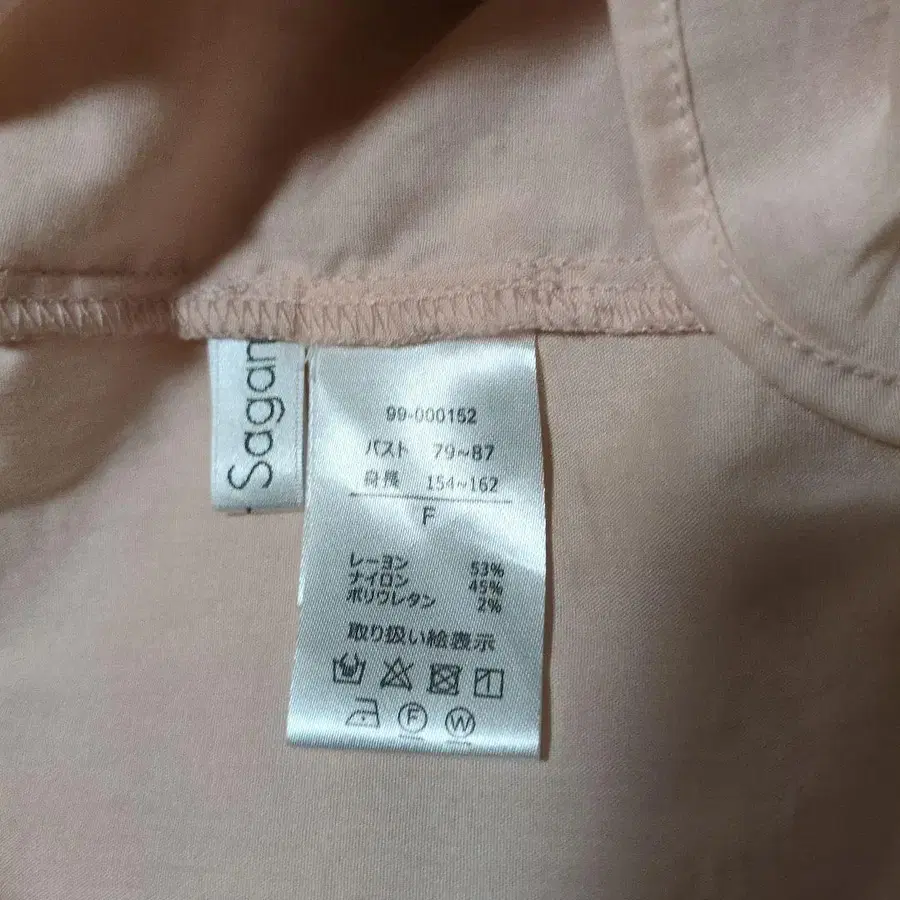 Sagan
99-000152
バスト 79~87
身長 154~162
F
レーヨン 53%
ナイロン 45%
ポリウレタン 2%
取り扱い絵表示
F W